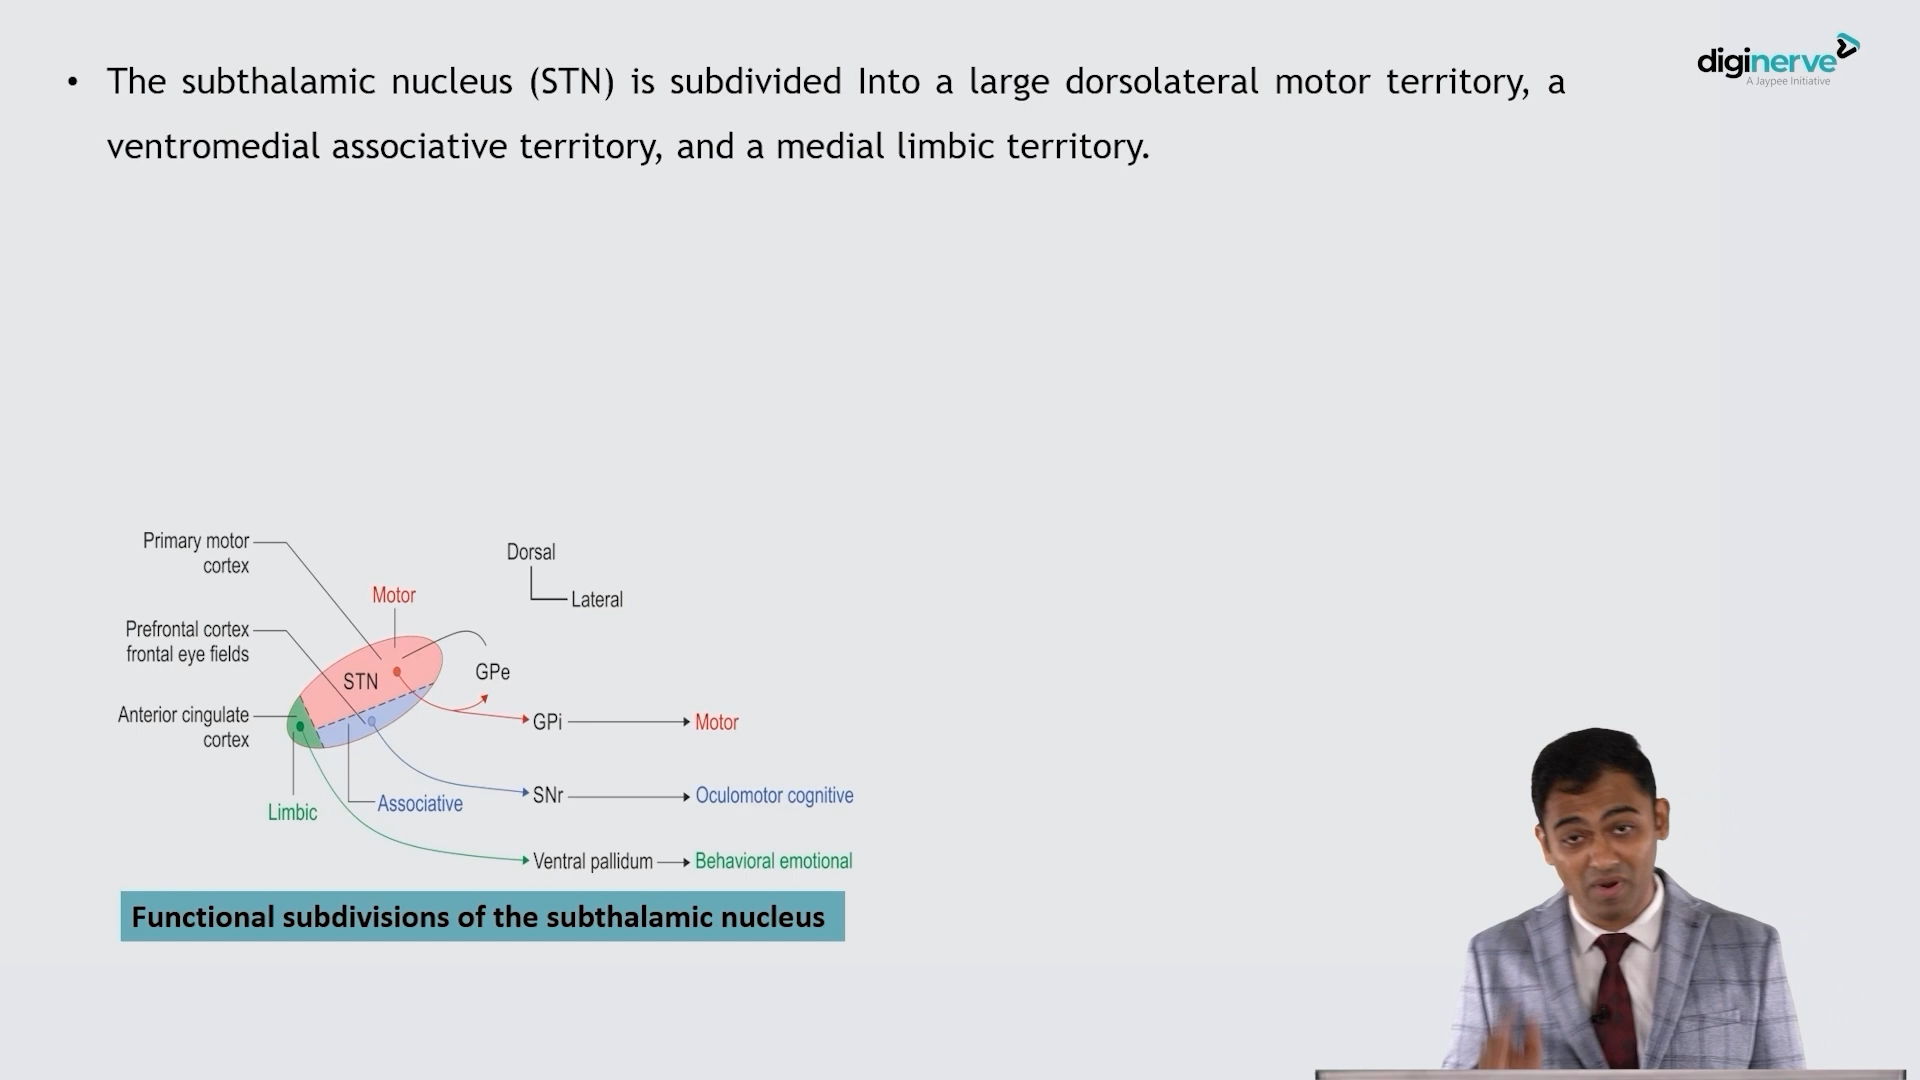 • The subthalamic nucleus (STN) is subdivided Into a large dorsolateral motor territory, a
ventromedial associative territory, and a medial limbic territory.
diginerve
A Jaypee Initiative
Primary motor
cortex
Dorsal
Lateral
Motor
Prefrontal cortex
frontal eye fields
STN
GPe
Anterior cingulate
cortex
GPi
Motor
SNr
Oculomotor cognitive
Limbic
Associative
Ventral pallidum
Behavioral emotional
Functional subdivisions of the subthalamic nucleus